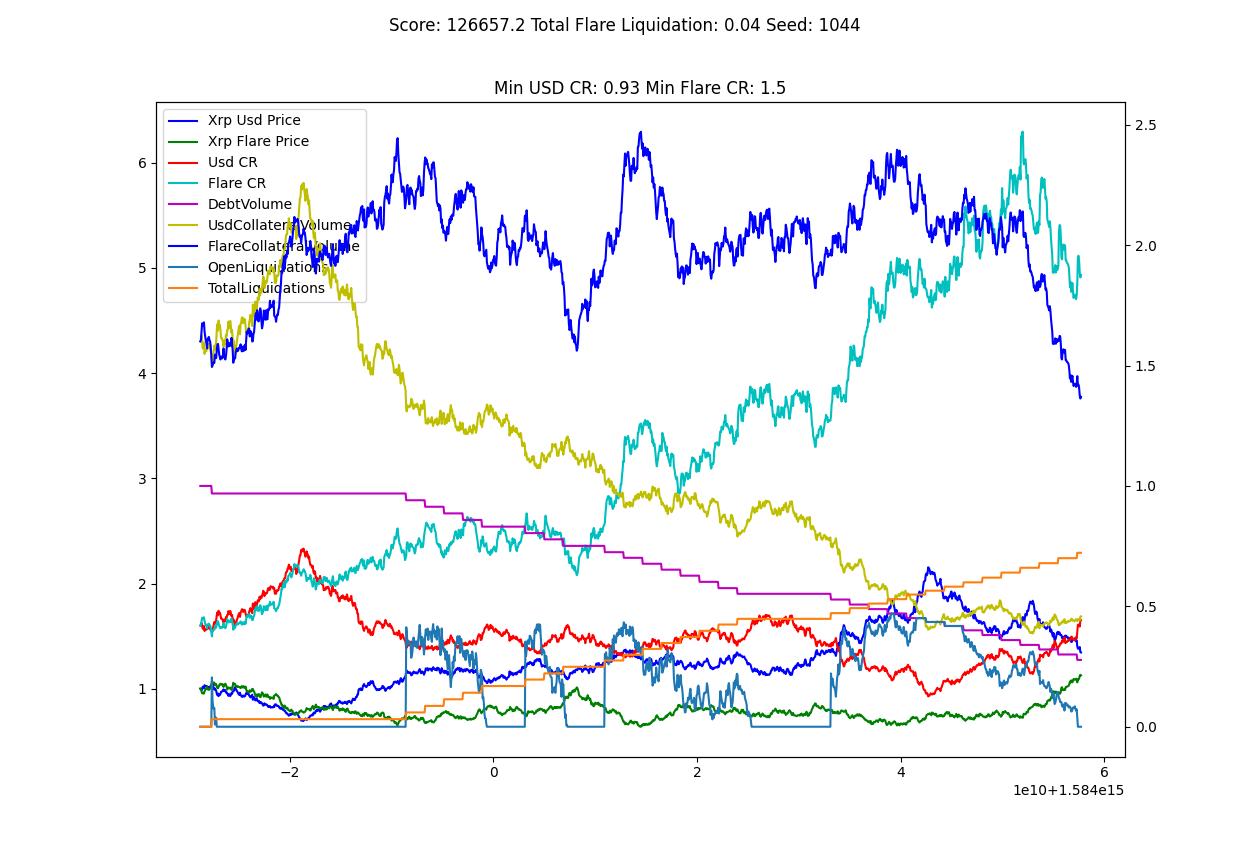 Score: 126657.2 Total Flare Liquidation: 0.04 Seed: 1044
Min USD CR: 0.93 Min Flare CR: 1.5
Xrp Usd Price
Xrp Flare Price
Usd CR
Flare CR
DebtVolume
UsdCollateralVolume
FlareCollateralVolume
OpenLiquidations
TotalLiquidations
6
5
4
3
2
1
2.5
2.0
1.5
1.0
0.5
0.0
−2
0
2
4
6
1e10+1.584e15